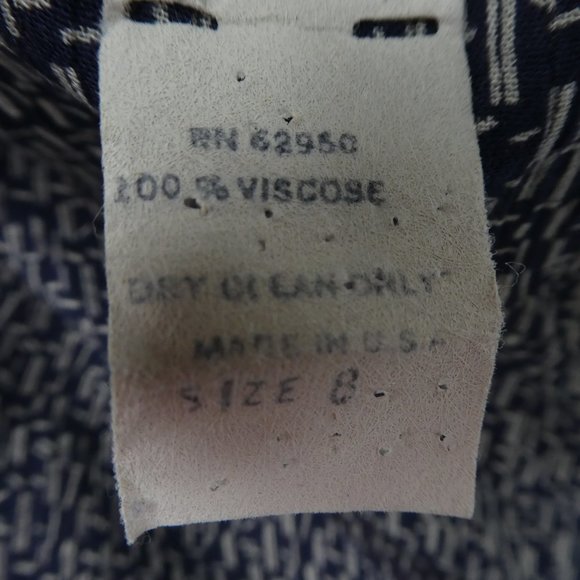 RN 62950
100 % VISCOSE
DRY CLEAN ONLY
MADE IN U.S.A
SIZE 8